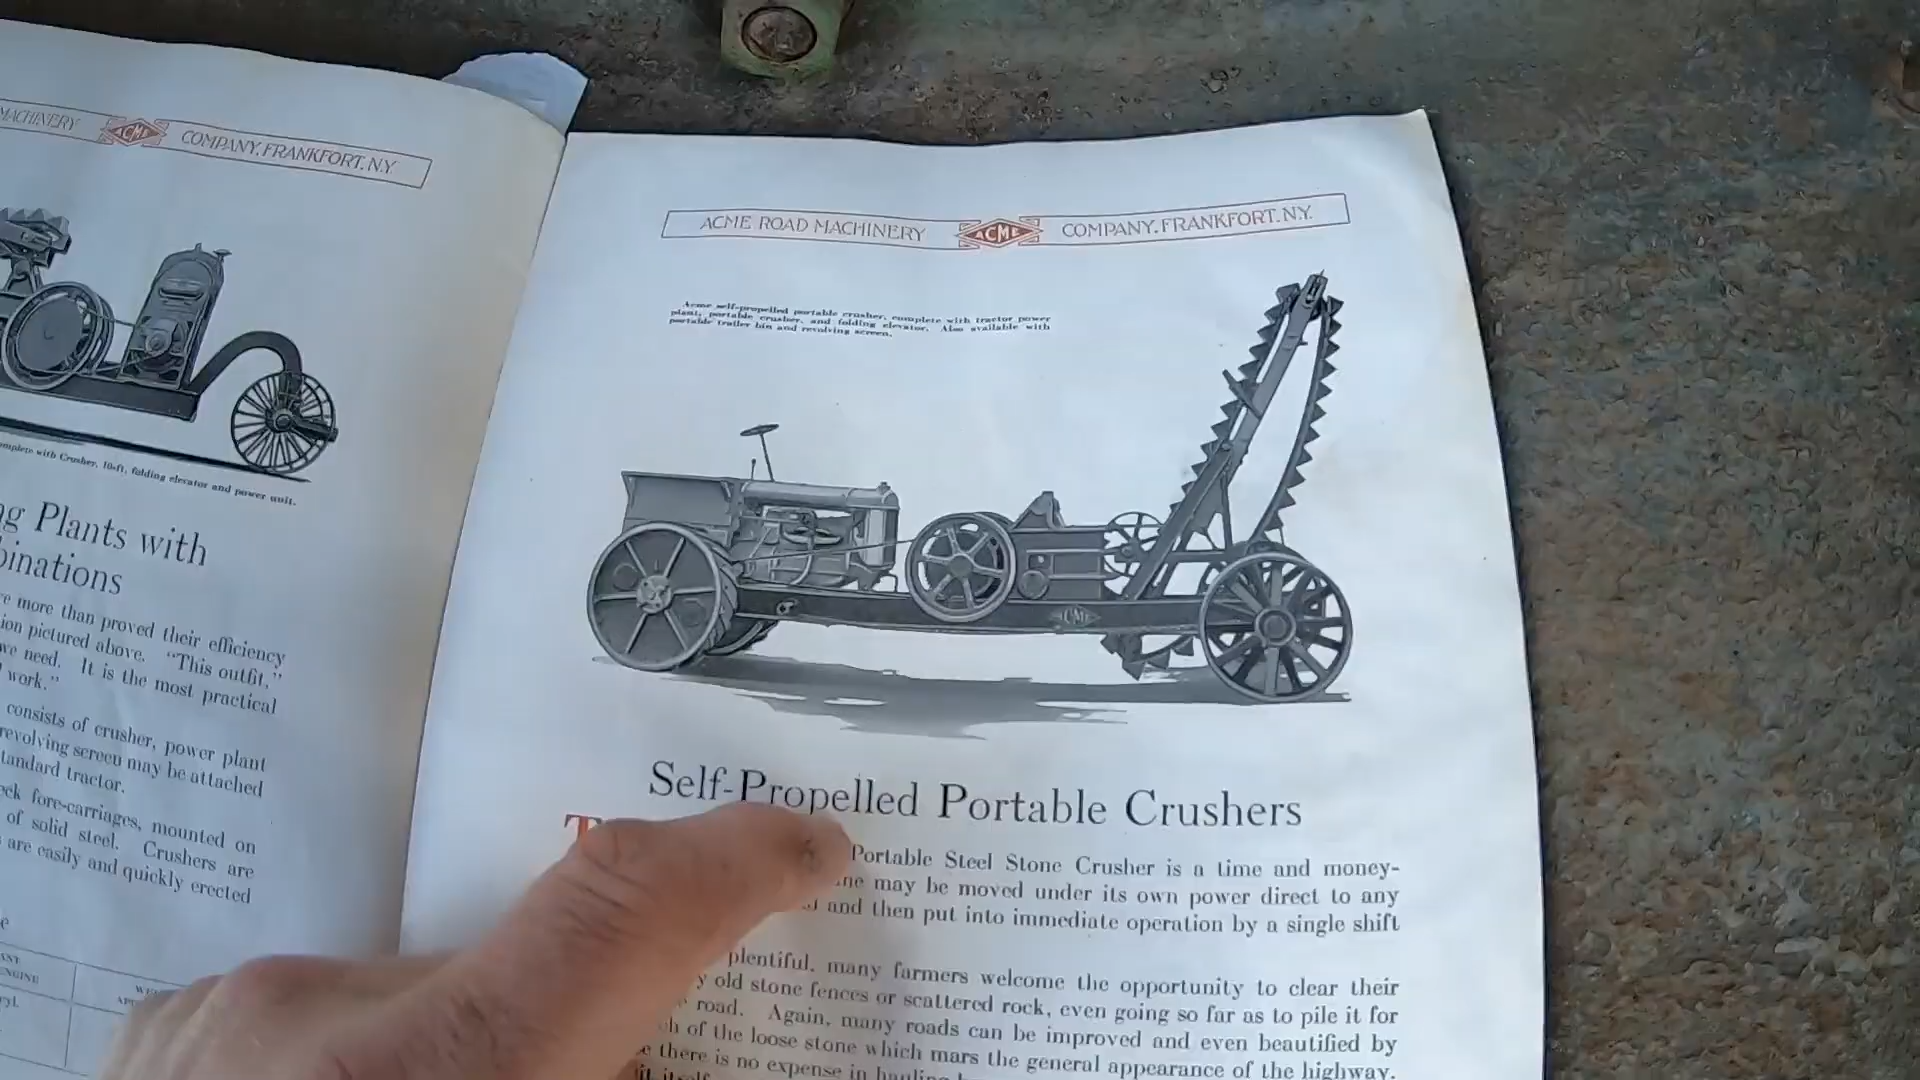 MACHINERY ACME COMPANY, FRANKFORT, N.Y.
complete with Crusher, 10-ft. folding elevator and power unit.
Plants with
binations
more than proved their efficiency
ion pictured above. "This outfit,"
need. It is the most practical
work."
consists of crusher, power plant
revolving screen may be attached
tandard tractor.
fore-carriages, mounted on
of solid steel. Crushers are
are easily and quickly erected
ENGINE
ACME ROAD MACHINERY ACME COMPANY, FRANKFORT, N.Y.
Acme self-propelled portable crusher, complete with tractor power
plant, portable crusher, and folding elevator. Also available with
portable trailer bin and revolving screen.
ACME
Self-Propelled Portable Crushers
T
Portable Steel Stone Crusher is a time and money-
may be moved under its own power direct to any
and then put into immediate operation by a single shift
plentiful, many farmers welcome the opportunity to clear their
old stone fences or scattered rock, even going so far as to pile it for
road. Again, many roads can be improved and even beautified by
of the loose stone which mars the general appearance of the highway.
there is no expense in